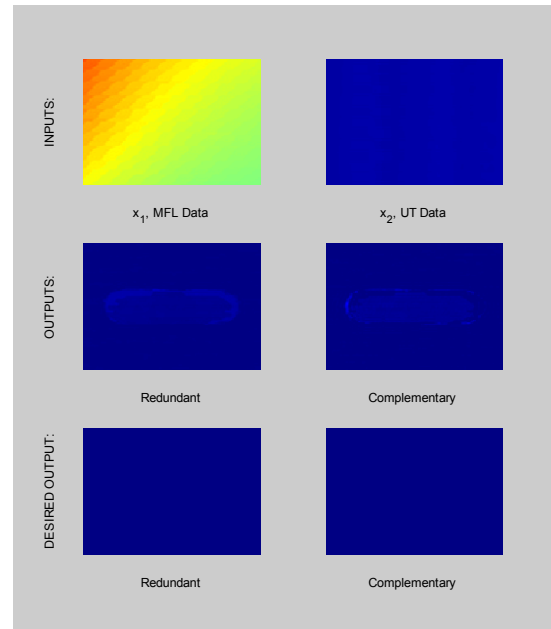 INPUTS:
x1, MFL Data
x2, UT Data
OUTPUTS:
Redundant
Complementary
DESIRED OUTPUT:
Redundant
Complementary